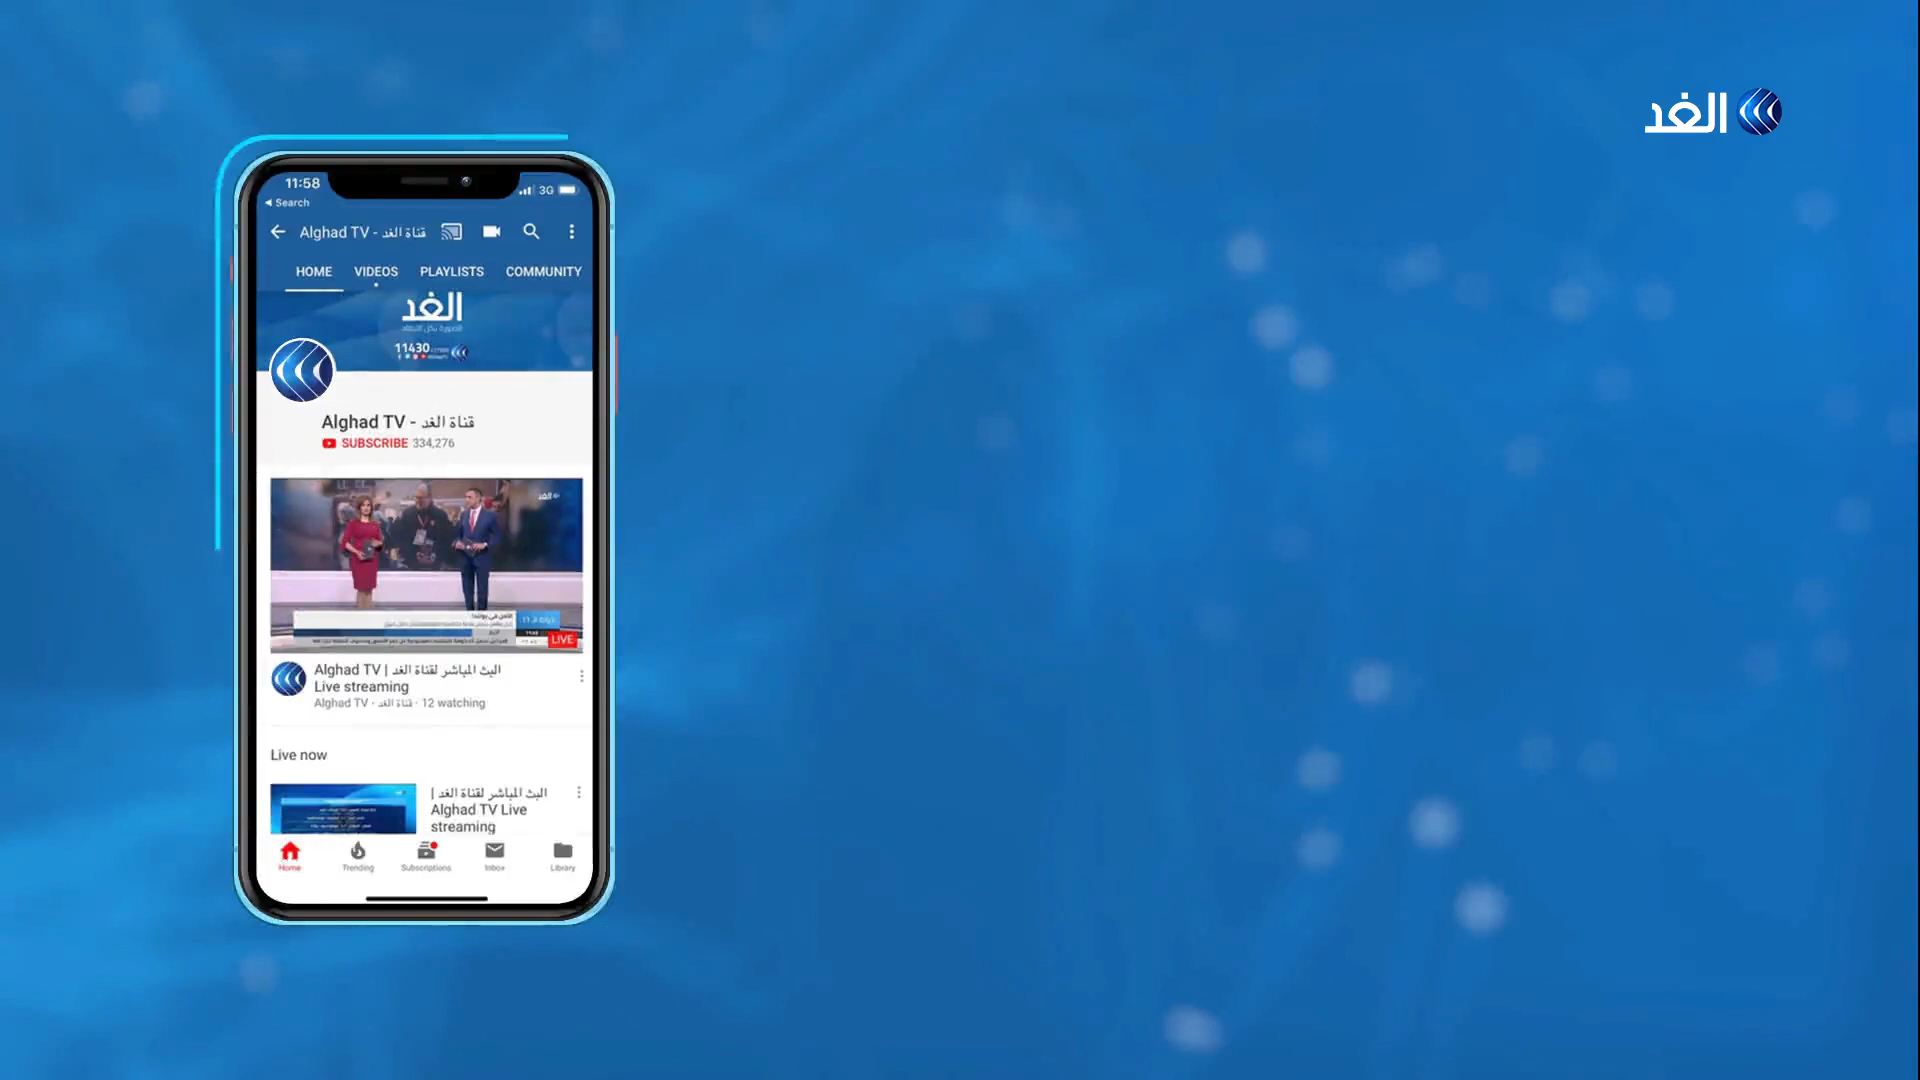 الغد
11:58
3G
Search
Alghad TV - قناة الغد
HOME VIDEOS PLAYLISTS COMMUNITY
الغد
11430
Alghad TV - قناة الغد
SUBSCRIBE 334,276
الغد
LIVE
البث المباشر لقناة الغد | Alghad TV
Live streaming
Alghad TV - قناة الغد · 12 watching
Live now
البث المباشر لقناة الغد |
Alghad TV Live
streaming
Home Trending Subscriptions Inbox Library